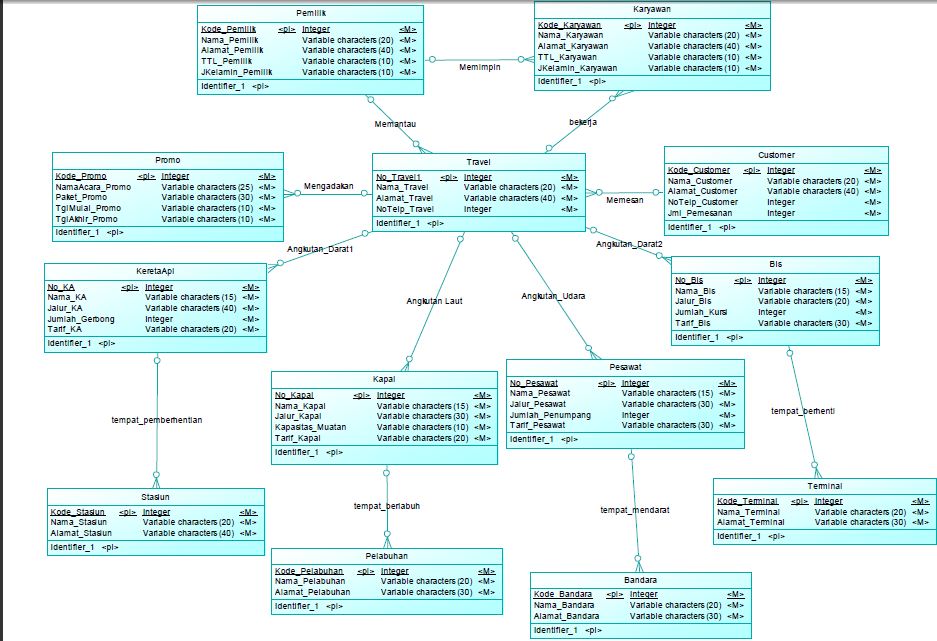 Pemilik
Kode_Pemilik <pi> Integer <M>
Nama_Pemilik Variable characters (20) <M>
Alamat_Pemilik Variable characters (40) <M>
TTL_Pemilik Variable characters (10) <M>
JKelamin_Pemilik Variable characters (10) <M>
Identifier_1 <pi>
Memimpin
Karyawan
Kode_Karyawan <pi> Integer <M>
Nama_Karyawan Variable characters (20) <M>
Alamat_Karyawan Variable characters (40) <M>
TTL_Karyawan Variable characters (10) <M>
JKelamin_Karyawan Variable characters (10) <M>
Identifier_1 <pi>
Memantau
bekerja
Promo
Kode_Promo <pi> Integer <M>
NamaAcara_Promo Variable characters (25) <M>
Paket_Promo Variable characters (30) <M>
TglMulai_Promo Variable characters (10) <M>
TglAkhir_Promo Variable characters (10) <M>
Identifier_1 <pi>
Mengadakan
Travel
No_Travel1 <pi> Integer <M>
Nama_Travel Variable characters (20) <M>
Alamat_Travel Variable characters (40) <M>
NoTelp_Travel Integer <M>
Identifier_1 <pi>
Memesan
Customer
Kode_Customer <pi> Integer <M>
Nama_Customer Variable characters (20) <M>
Alamat_Customer Variable characters (40) <M>
NoTelp_Customer Integer <M>
Jml_Pemesanan Integer <M>
Identifier_1 <pi>
Angkutan_Darat1
Angkutan_Darat2
Angkutan Laut
Angkutan_Udara
KeretaApi
No_KA <pi> Integer <M>
Nama_KA Variable characters (15) <M>
Jalur_KA Variable characters (40) <M>
Jumlah_Gerbong Integer <M>
Tarif_KA Variable characters (20) <M>
Identifier_1 <pi>
Bis
No_Bis <pi> Integer <M>
Nama_Bis Variable characters (15) <M>
Jalur_Bis Variable characters (20) <M>
Jumlah_Kursi Integer <M>
Tarif_Bis Variable characters (30) <M>
Identifier_1 <pi>
Kapal
No_Kapal <pi> Integer <M>
Nama_Kapal Variable characters (15) <M>
Jalur_Kapal Variable characters (30) <M>
Kapasitas_Muatan Variable characters (10) <M>
Tarif_Kapal Variable characters (20) <M>
Identifier_1 <pi>
Pesawat
No_Pesawat <pi> Integer <M>
Nama_Pesawat Variable characters (15) <M>
Jalur_Pesawat Variable characters (30) <M>
Jumlah_Penumpang Integer <M>
Tarif_Pesawat Variable characters (30) <M>
Identifier_1 <pi>
tempat_pemberhentian
tempat_berhenti
tempat_berlabuh
tempat_mendarat
Stasiun
Kode_Stasiun <pi> Integer <M>
Nama_Stasiun Variable characters (20) <M>
Alamat_Stasiun Variable characters (40) <M>
Identifier_1 <pi>
Terminal
Kode_Terminal <pi> Integer <M>
Nama_Terminal Variable characters (20) <M>
Alamat_Terminal Variable characters (30) <M>
Identifier_1 <pi>
Pelabuhan
Kode_Pelabuhan <pi> Integer <M>
Nama_Pelabuhan Variable characters (20) <M>
Alamat_Pelabuhan Variable characters (30) <M>
Identifier_1 <pi>
Bandara
Kode_Bandara <pi> Integer <M>
Nama_Bandara Variable characters (20) <M>
Alamat_Bandara Variable characters (30) <M>
Identifier_1 <pi>